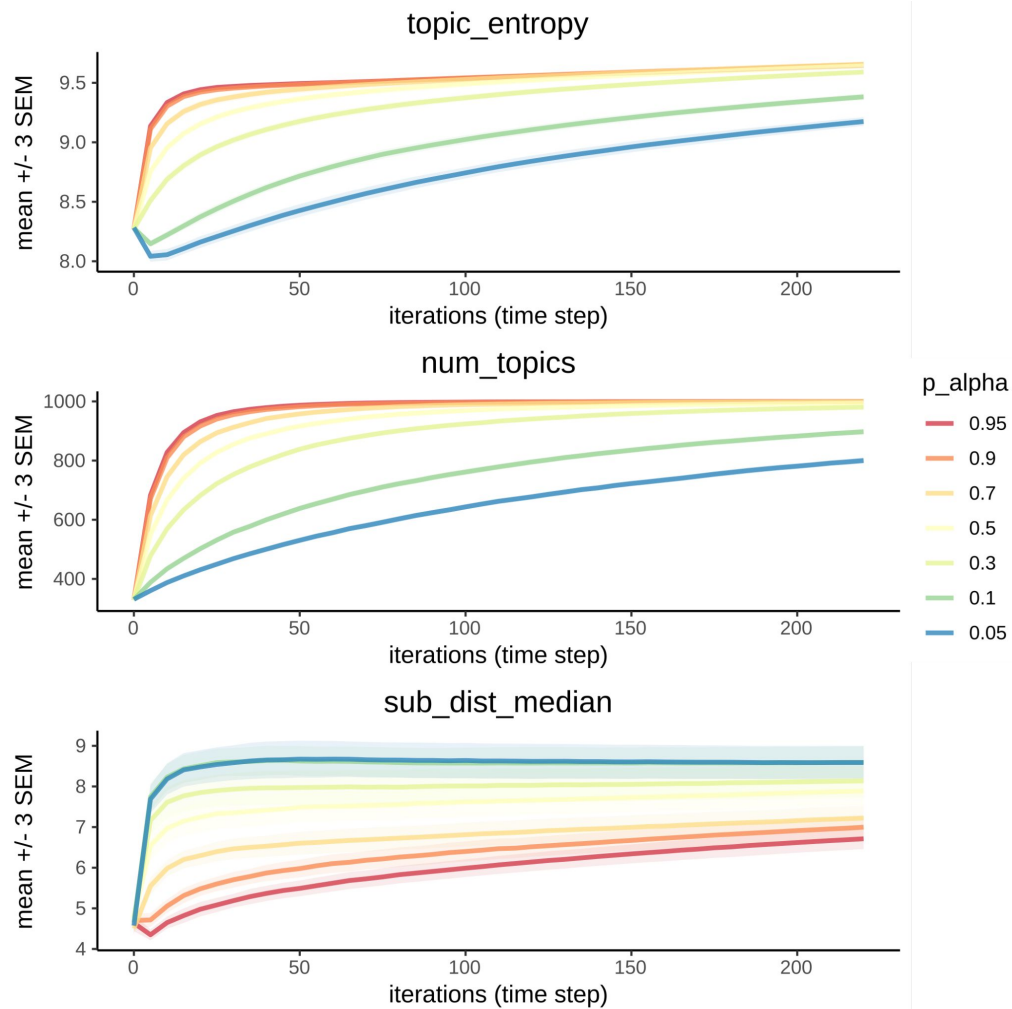 topic_entropy
mean +/- 3 SEM
9.5
9.0
8.5
8.0
0 50 100 150 200
iterations (time step)
num_topics
mean +/- 3 SEM
1000
800
600
400
0 50 100 150 200
iterations (time step)
p_alpha
0.95
0.9
0.7
0.5
0.3
0.1
0.05
sub_dist_median
mean +/- 3 SEM
9
8
7
6
5
4
0 50 100 150 200
iterations (time step)